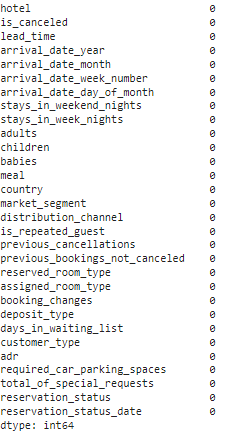 hotel 0
is_canceled 0
lead_time 0
arrival_date_year 0
arrival_date_month 0
arrival_date_week_number 0
arrival_date_day_of_month 0
stays_in_weekend_nights 0
stays_in_week_nights 0
adults 0
children 0
babies 0
meal 0
country 0
market_segment 0
distribution_channel 0
is_repeated_guest 0
previous_cancellations 0
previous_bookings_not_canceled 0
reserved_room_type 0
assigned_room_type 0
booking_changes 0
deposit_type 0
days_in_waiting_list 0
customer_type 0
adr 0
required_car_parking_spaces 0
total_of_special_requests 0
reservation_status 0
reservation_status_date 0
dtype: int64